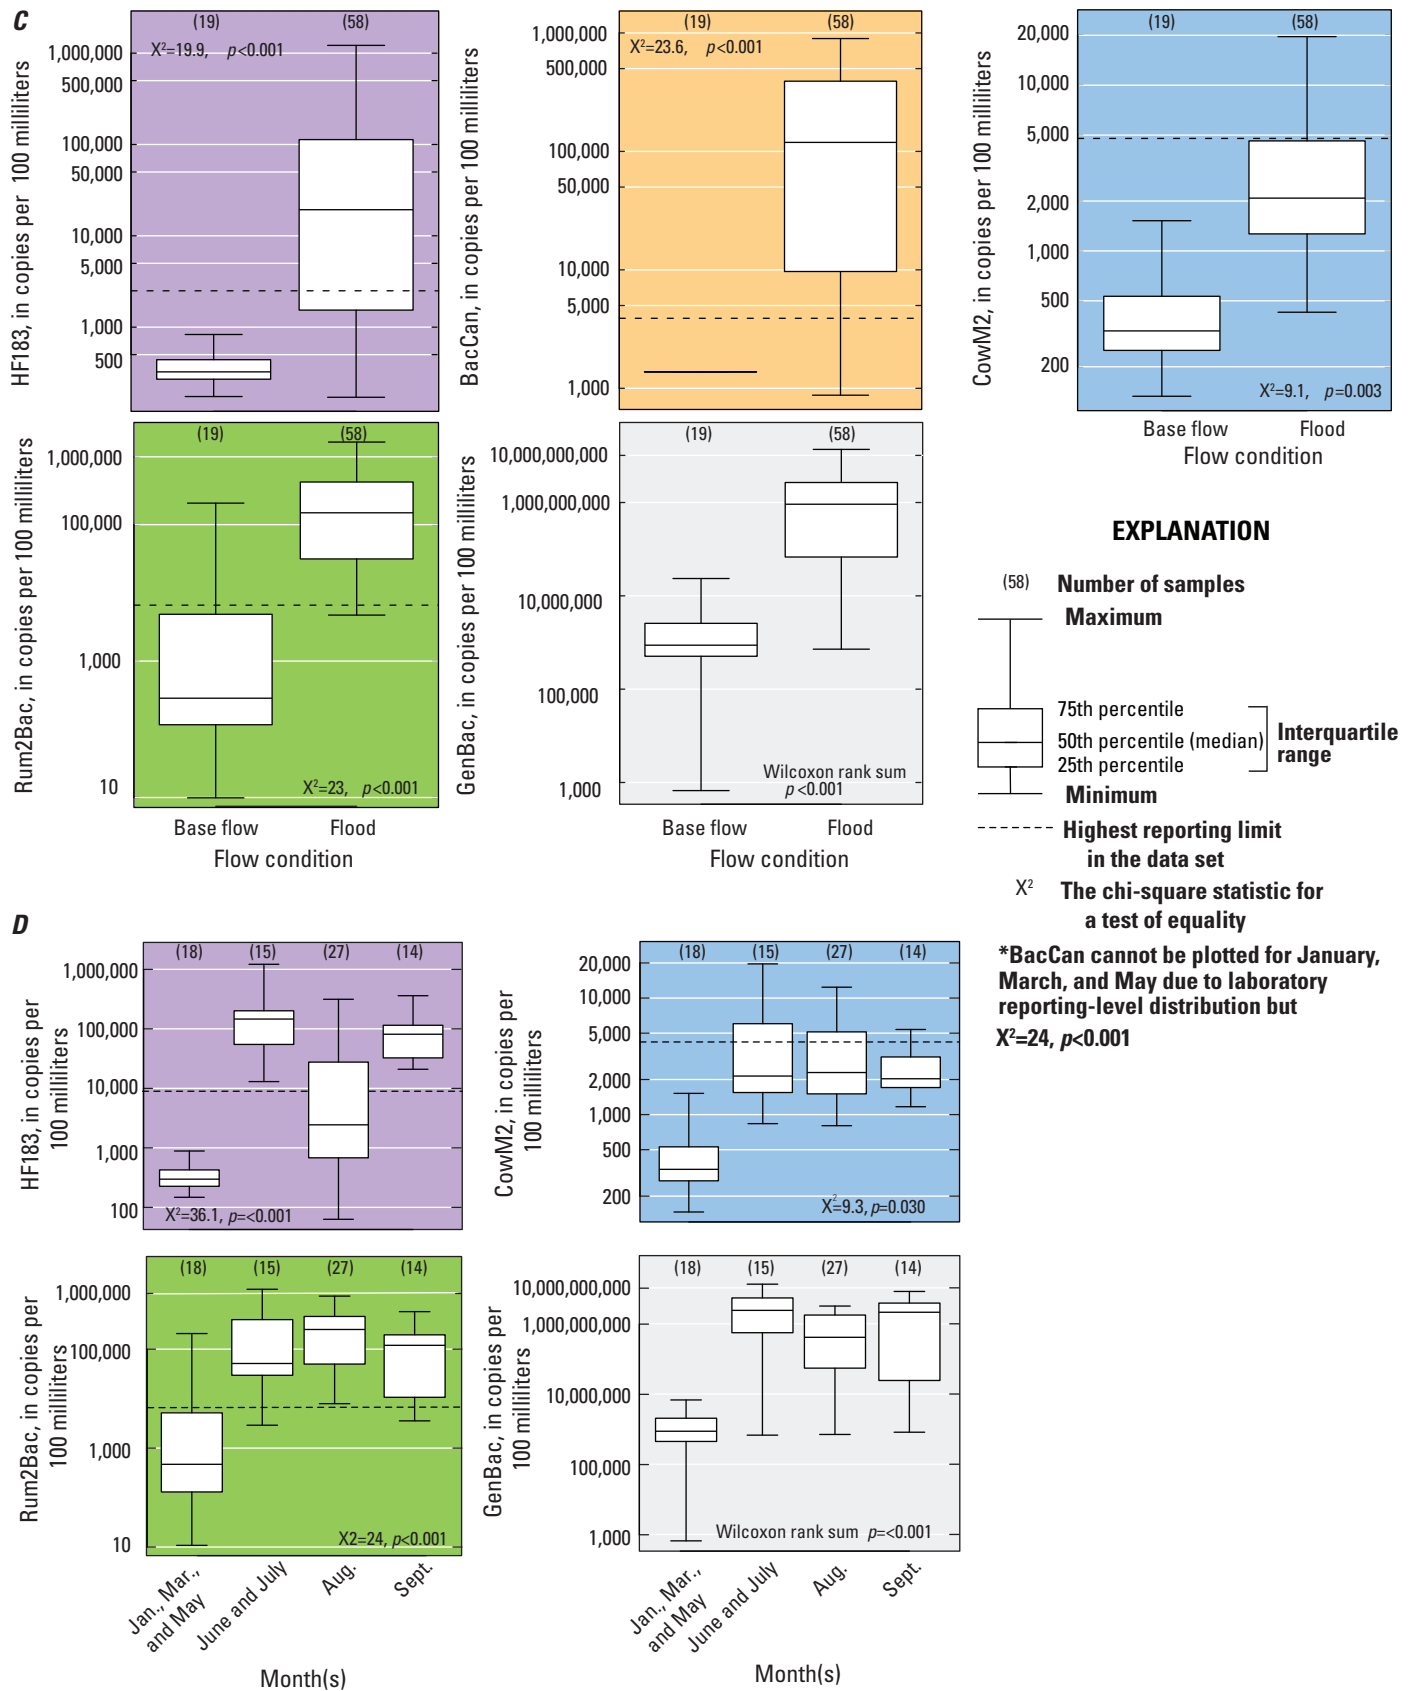 C
HF183, in copies per 100 milliliters
1,000,000
500,000
100,000
50,000
10,000
5,000
1,000
500
(19)
(58)
X²=19.9, p<0.001
BacCan, in copies per 100 milliliters
1,000,000
500,000
100,000
50,000
10,000
5,000
1,000
(19)
(58)
X²=23.6, p<0.001
CowM2, in copies per 100 milliliters
20,000
10,000
5,000
2,000
1,000
500
200
(19)
(58)
X²=9.1, p=0.003
Base flow
Flood
Flow condition
Rum2Bac, in copies per 100 milliliters
1,000,000
100,000
1,000
10
(19)
(58)
X²=23, p<0.001
Base flow
Flood
Flow condition
GenBac, in copies per 100 milliliters
10,000,000,000
1,000,000,000
10,000,000
100,000
1,000
(19)
(58)
Wilcoxon rank sum
p<0.001
Base flow
Flood
Flow condition
EXPLANATION
(58) Number of samples
Maximum
75th percentile
50th percentile (median)
25th percentile
Interquartile
range
Minimum
Highest reporting limit
in the data set
X² The chi-square statistic for
a test of equality
*BacCan cannot be plotted for January,
March, and May due to laboratory
reporting-level distribution but
X²=24, p<0.001
D
HF183, in copies per
100 milliliters
1,000,000
100,000
10,000
1,000
100
(18)
(15)
(27)
(14)
X²=36.1, p=<0.001
CowM2, in copies per
100 milliliters
20,000
10,000
5,000
2,000
1,000
500
200
(18)
(15)
(27)
(14)
X²=9.3, p=0.030
Rum2Bac, in copies per
100 milliliters
1,000,000
100,000
1,000
10
(18)
(15)
(27)
(14)
X2=24, p<0.001
Jan., Mar.,
and May
June and July
Aug.
Sept.
Month(s)
GenBac, in copies per
100 milliliters
10,000,000,000
1,000,000,000
10,000,000
100,000
1,000
(18)
(15)
(27)
(14)
Wilcoxon rank sum p=<0.001
Jan., Mar.,
and May
June and July
Aug.
Sept.
Month(s)